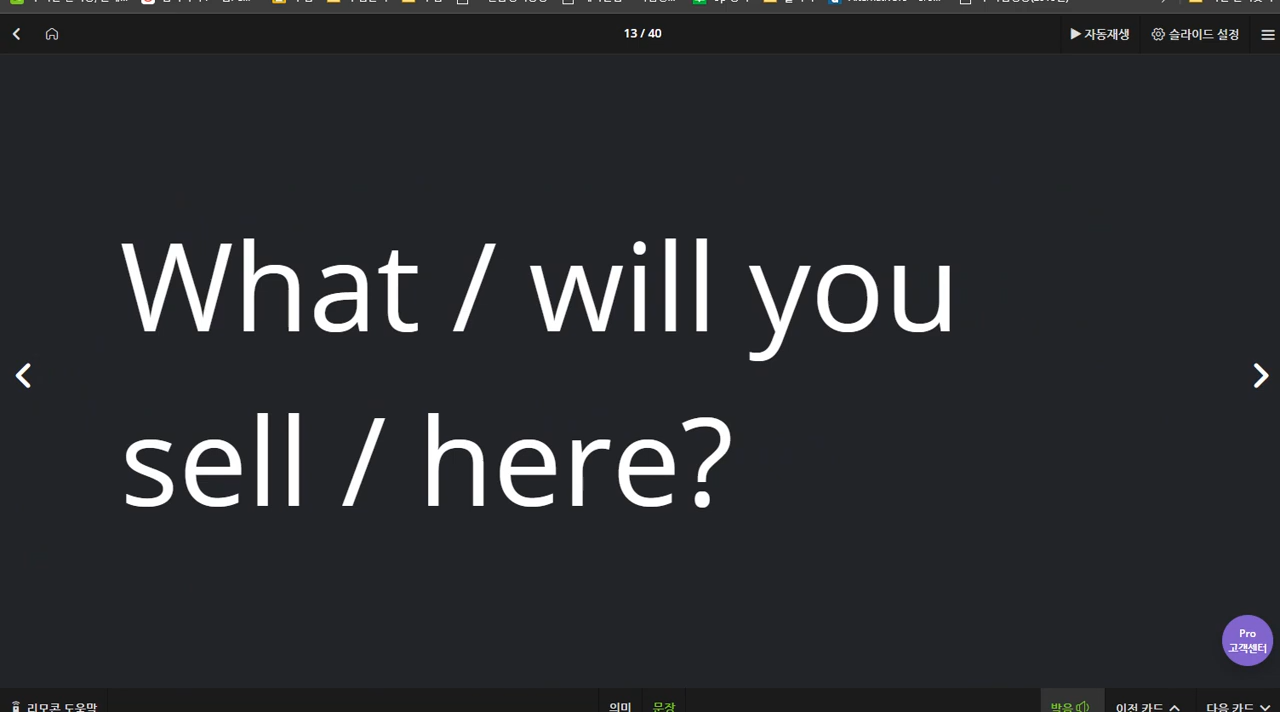 13 / 40
▶ 자동재생
슬라이드 설정
What / will you
sell / here?
Pro
고객센터
리모콘 도움말
의미
문장
발음
이전 카드
다음 카드